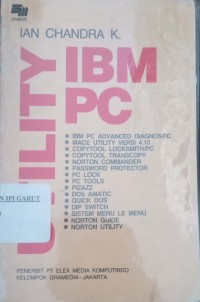 IAN CHANDRA K.
UTILITY
IBM
PC
IBM PC ADVANCED DIAGNOSTIC
MACE UTILITY VERSI 4.10
COPYTOOL LOCKSMITH/PC
COPYTOOL TRANSCOPY
NORTON COMMANDER
PASSWORD PROTECTOR
PC LOCK
PC TOOLS
PIZAZZ
DOS AMATIC
QUICK DOS
DIP SWITCH
SISTEM MENU LE MENU
NORTON GUIDE
NORTON UTILITY
N IPI GARUT
PENERBIT PT ELEX MEDIA KOMPUTINDO
KELOMPOK GRAMEDIA - JAKARTA